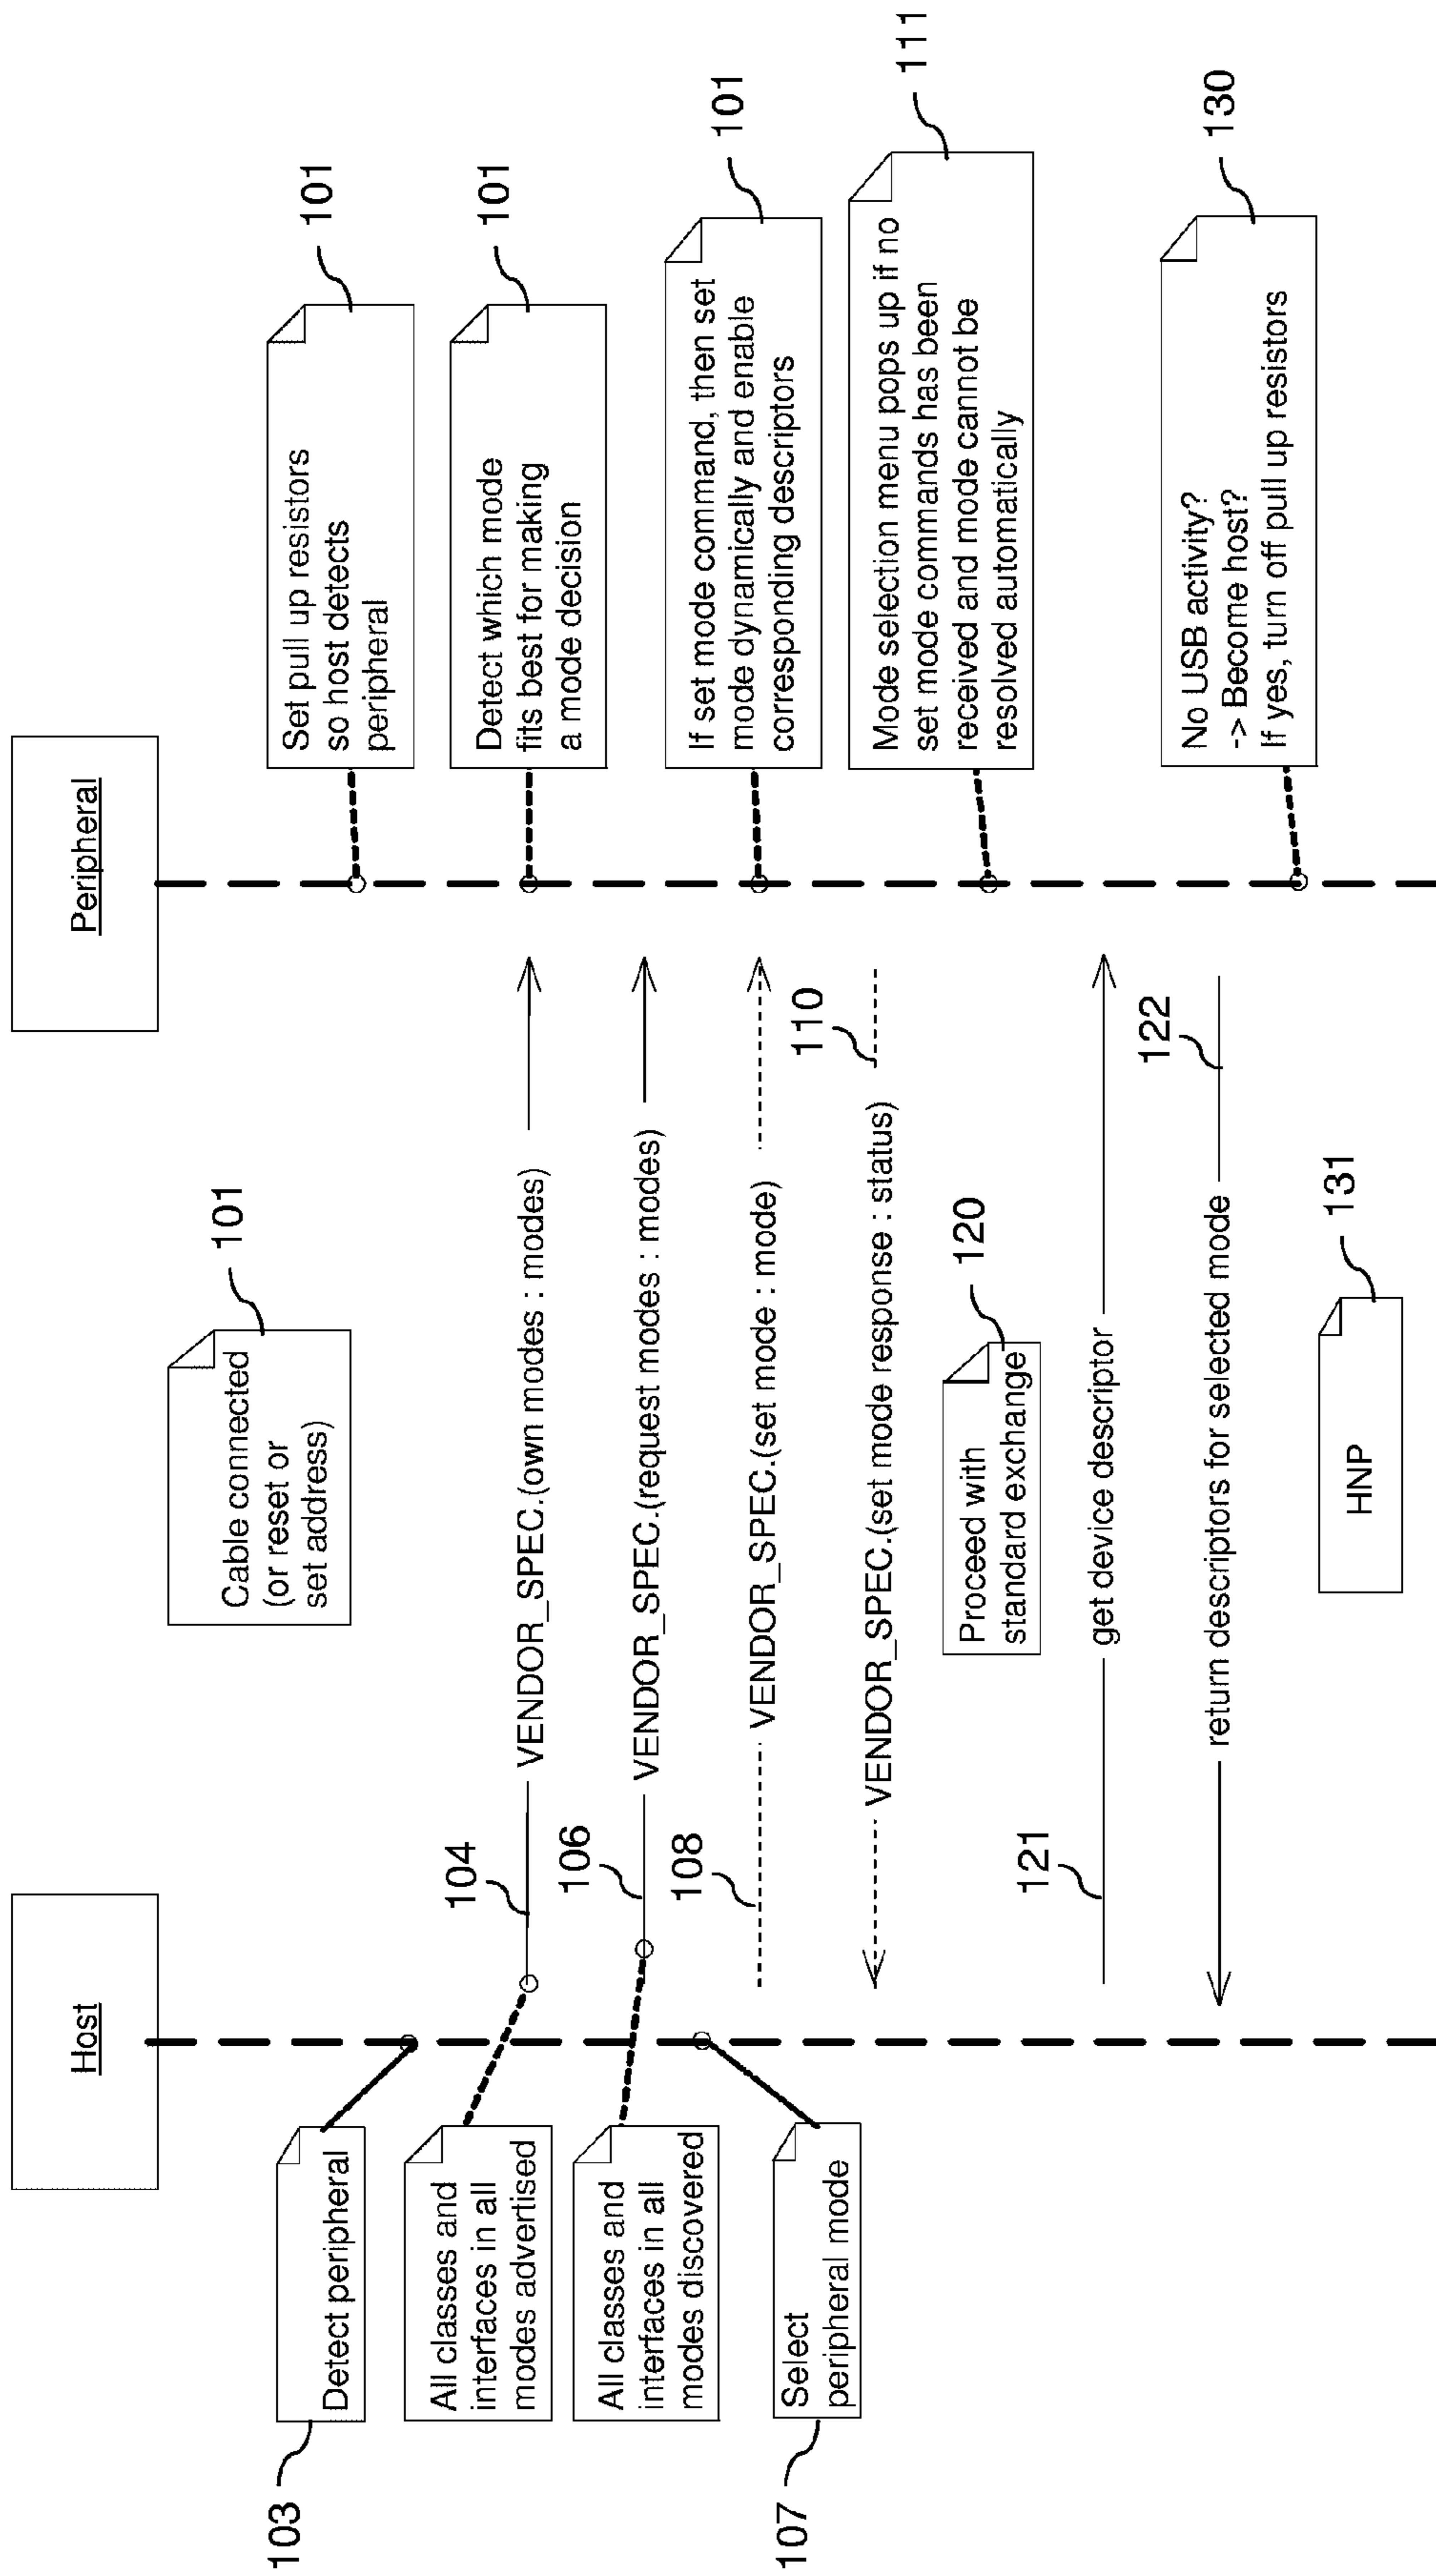 Host
Peripheral
Cable connected
(or reset or
set address)
101
Set pull up resistors
so host detects
peripheral
101
103
Detect peripheral
All classes and
interfaces in all
modes advertised
104
VENDOR_SPEC.(own modes : modes)
Detect which mode
fits best for making
a mode decision
101
All classes and
interfaces in all
modes discovered
106
VENDOR_SPEC.(request modes : modes)
107
Select
peripheral mode
108
VENDOR_SPEC.(set mode : mode)
If set mode command, then set
mode dynamically and enable
corresponding descriptors
101
VENDOR_SPEC.(set mode response : status)
110
Mode selection menu pops up if no
set mode commands has been
received and mode cannot be
resolved automatically
111
Proceed with
standard exchange
120
121
get device descriptor
return descriptors for selected mode
122
No USB activity?
-> Become host?
If yes, turn off pull up resistors
130
HNP
131